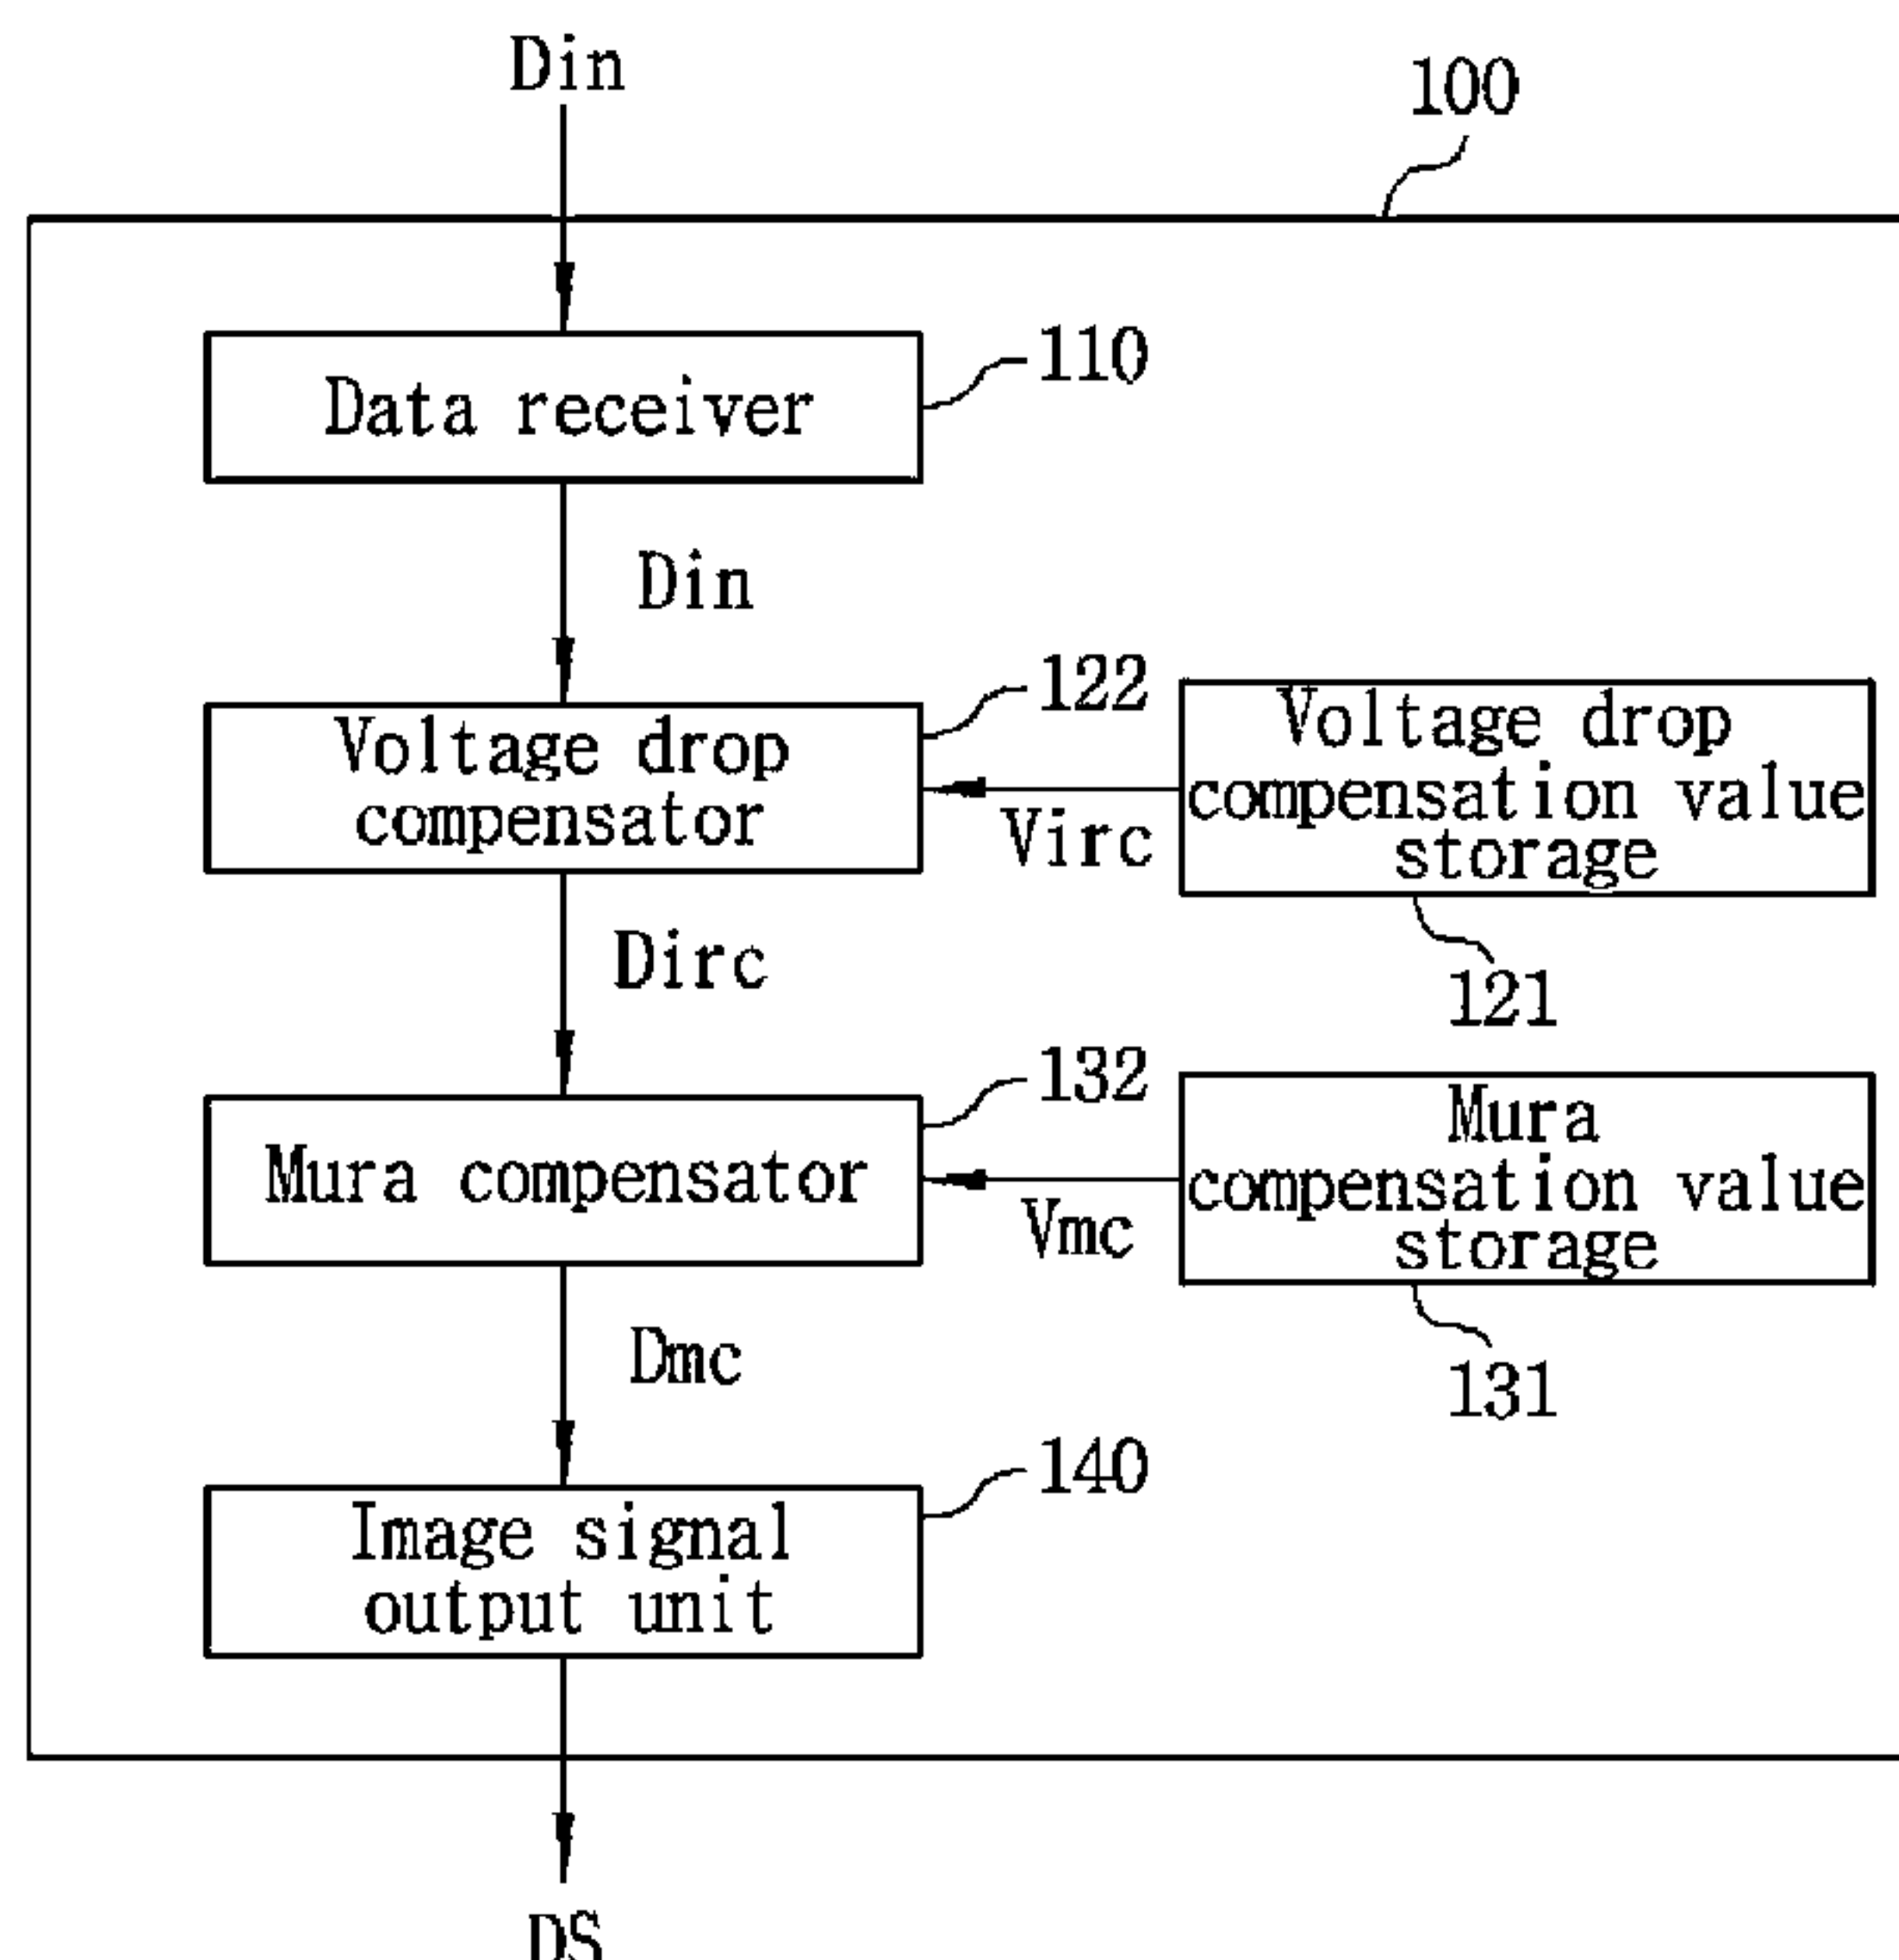 Din
100
110
Data receiver
Din
122
Voltage drop
compensator
Voltage drop
compensation value
storage
Virc
Dirc
121
132
Mura compensator
Mura
compensation value
storage
Vmc
Dmc
131
140
Image signal
output unit
DS